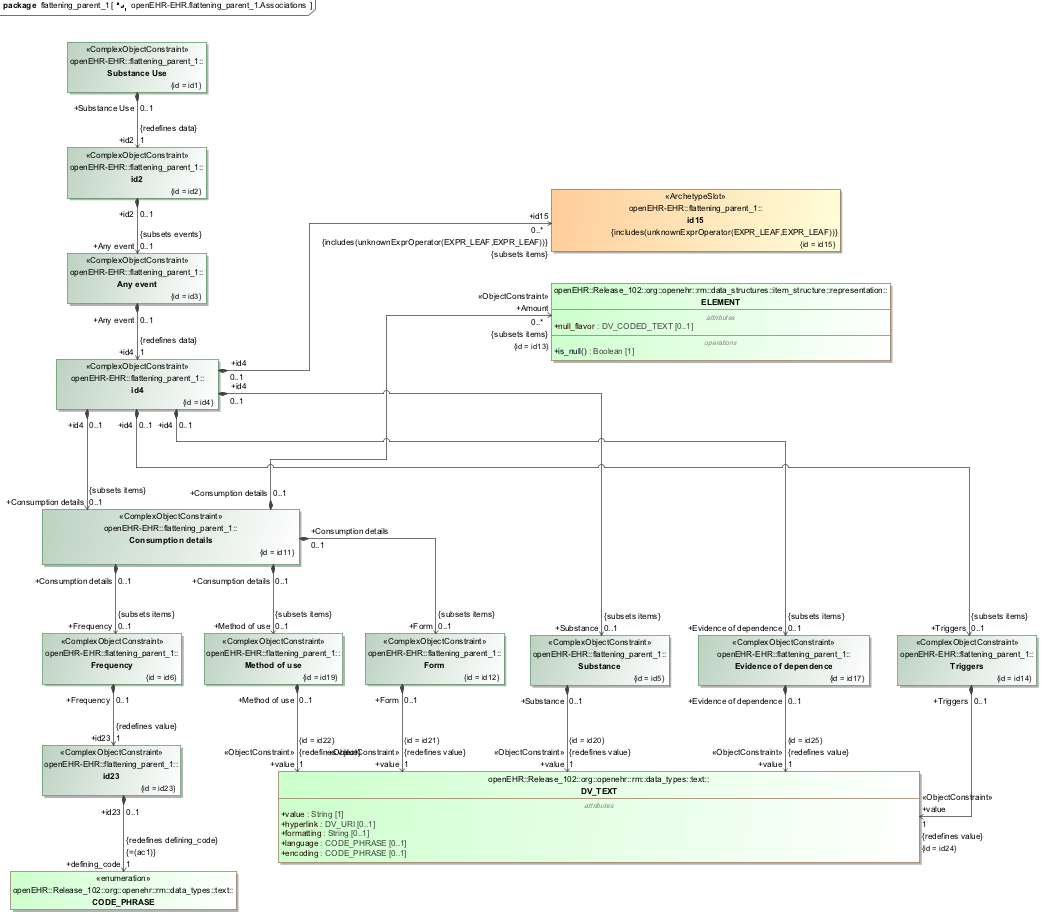 package flattening_parent_1 [ openEHR-EHR.flattening_parent_1.Associations ]
«ComplexObjectConstraint»
openEHR-EHR::flattening_parent_1::
Substance Use
{id = id1}
+Substance Use 0..1
{redefines data}
+id2 1
«ComplexObjectConstraint»
openEHR-EHR::flattening_parent_1::
id2
{id = id2}
+id2 0..1
{subsets events}
+Any event 0..1
«ComplexObjectConstraint»
openEHR-EHR::flattening_parent_1::
Any event
{id = id3}
+Any event 0..1
{redefines data}
+id4 1
«ComplexObjectConstraint»
openEHR-EHR::flattening_parent_1::
id4
{id = id4}
+id4
0..1
+id4
0..1
+id4 0..1
+id4 0..1
+id4 0..1
+id15
0..*
{includes(unknownExprOperator(EXPR_LEAF,EXPR_LEAF))}
{subsets items}
«ArchetypeSlot»
openEHR-EHR::flattening_parent_1::
id15
{includes(unknownExprOperator(EXPR_LEAF,EXPR_LEAF))}
{id = id15}
«ObjectConstraint»
+Amount
0..*
{subsets items}
{id = id13}
openEHR::Release_102::org::openehr::rm::data_structures::item_structure::representation::
ELEMENT
attributes
+null_flavor : DV_CODED_TEXT [0..1]
operations
+is_null() : Boolean [1]
{subsets items}
+Consumption details 0..1
+Consumption details 0..1
«ComplexObjectConstraint»
openEHR-EHR::flattening_parent_1::
Consumption details
{id = id11}
+Consumption details
0..1
+Consumption details 0..1
+Consumption details 0..1
{subsets items}
+Frequency 0..1
{subsets items}
+Method of use 0..1
{subsets items}
+Form 0..1
{subsets items}
+Substance 0..1
{subsets items}
+Evidence of dependence 0..1
{subsets items}
+Triggers 0..1
«ComplexObjectConstraint»
openEHR-EHR::flattening_parent_1::
Frequency
{id = id6}
«ComplexObjectConstraint»
openEHR-EHR::flattening_parent_1::
Method of use
{id = id19}
«ComplexObjectConstraint»
openEHR-EHR::flattening_parent_1::
Form
{id = id12}
«ComplexObjectConstraint»
openEHR-EHR::flattening_parent_1::
Substance
{id = id5}
«ComplexObjectConstraint»
openEHR-EHR::flattening_parent_1::
Evidence of dependence
{id = id17}
«ComplexObjectConstraint»
openEHR-EHR::flattening_parent_1::
Triggers
{id = id14}
+Frequency 0..1
{redefines value}
+id23 1
+Method of use 0..1
{id = id22}
«ObjectConstraint» {redefines value}
+value 1
+Form 0..1
{id = id21}
«ObjectConstraint» {redefines value}
+value 1
+Substance 0..1
{id = id20}
«ObjectConstraint» {redefines value}
+value 1
+Evidence of dependence 0..1
{id = id25}
«ObjectConstraint» {redefines value}
+value 1
+Triggers 0..1
«ObjectConstraint»
+value
1
{redefines value}
{id = id24}
«ComplexObjectConstraint»
openEHR-EHR::flattening_parent_1::
id23
{id = id23}
+id23 0..1
{redefines defining_code}
{=(ac1)}
+defining_code 1
«enumeration»
openEHR::Release_102::org::openehr::rm::data_types::text::
CODE_PHRASE
openEHR::Release_102::org::openehr::rm::data_types::text::
DV_TEXT
attributes
+value : String [1]
+hyperlink : DV_URI [0..1]
+formatting : String [0..1]
+language : CODE_PHRASE [0..1]
+encoding : CODE_PHRASE [0..1]